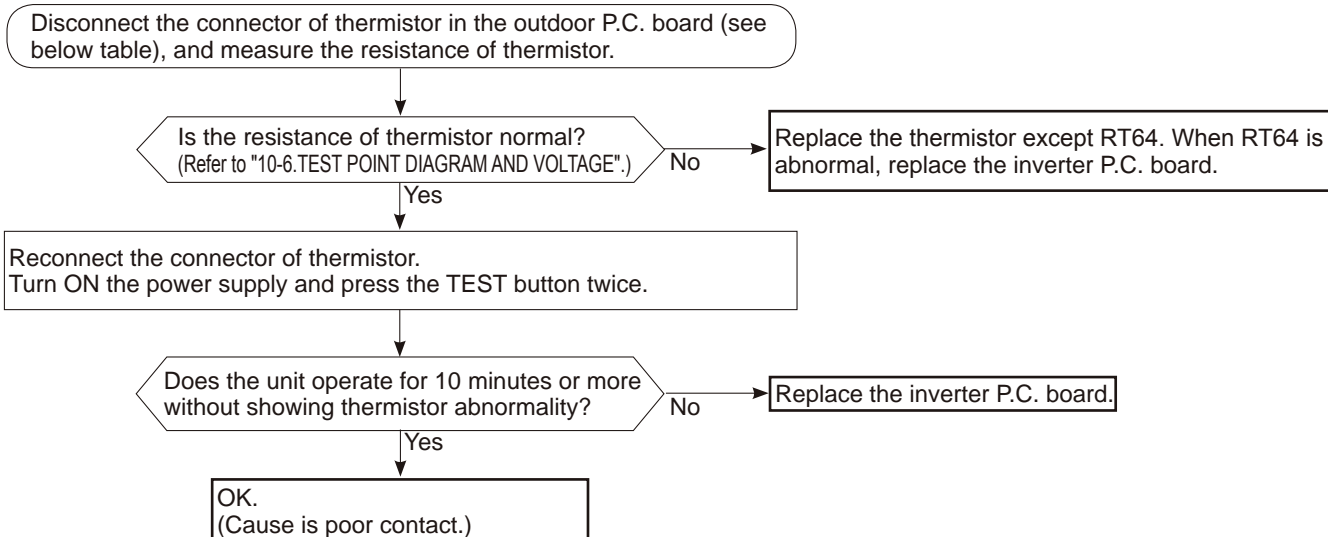 Disconnect the connector of thermistor in the outdoor P.C. board (see
below table), and measure the resistance of thermistor.
Is the resistance of thermistor normal?
(Refer to "10-6.TEST POINT DIAGRAM AND VOLTAGE".)
No
Replace the thermistor except RT64. When RT64 is
abnormal, replace the inverter P.C. board.
Yes
Reconnect the connector of thermistor.
Turn ON the power supply and press the TEST button twice.
Does the unit operate for 10 minutes or more
without showing thermistor abnormality?
No
Replace the inverter P.C. board.
Yes
OK.
(Cause is poor contact.)